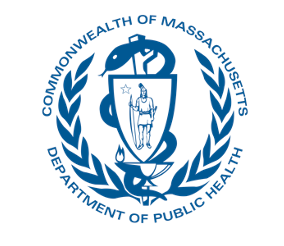 COMMONWEALTH OF MASSACHUSETTS
DEPARTMENT OF PUBLIC HEALTH